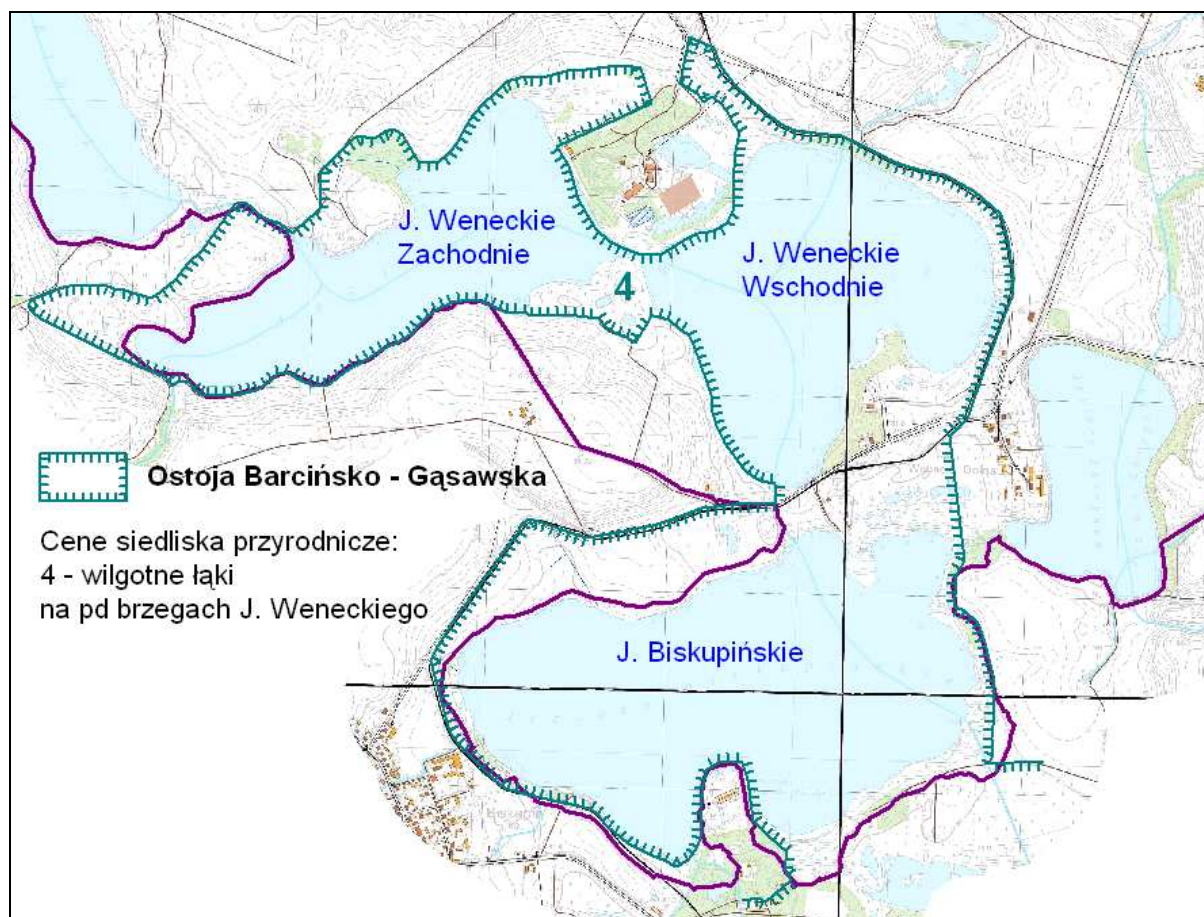 J. Weneckie
Zachodnie
J. Weneckie
Wschodnie
4
Ostoja Barcińsko - Gąsawska
Cene siedliska przyrodnicze:
4 - wilgotne łąki
na pd brzegach J. Weneckiego
J. Biskupińskie